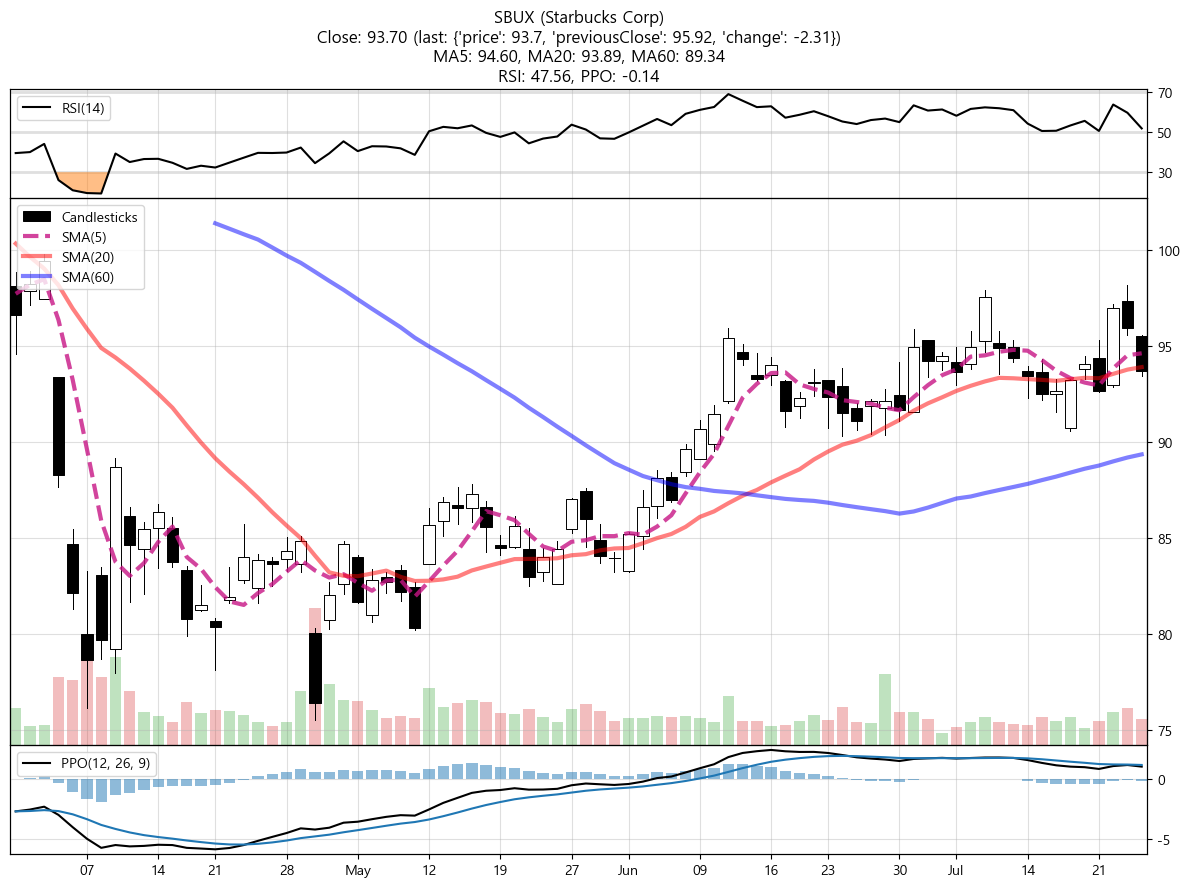 SBUX (Starbucks Corp)
Close: 93.70 (last: {'price': 93.7, 'previousClose': 95.92, 'change': -2.31})
MA5: 94.60, MA20: 93.89, MA60: 89.34
RSI: 47.56, PPO: -0.14
RSI(14)
70
50
30
Candlesticks
SMA(5)
SMA(20)
SMA(60)
100
95
90
85
80
75
PPO(12, 26, 9)
0
-5
07 14 21 28 May 12 19 27 Jun 09 16 23 30 Jul 14 21